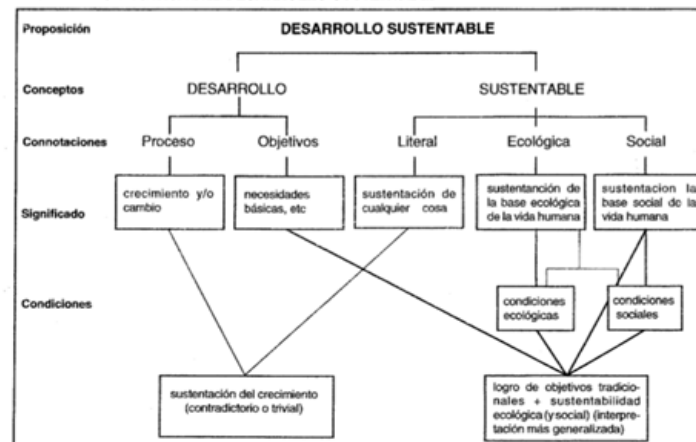 Proposición DESARROLLO SUSTENTABLE
Conceptos DESARROLLO SUSTENTABLE
Connotaciones Proceso Objetivos Literal Ecológica Social
Significado
crecimiento y/o
cambio
necesidades
básicas, etc
sustentación de
cualquier cosa
sustentanción de
la base ecológica
de la vida humana
sustentacion la
base social de la
vida humana
Condiciones
condiciones
ecológicas
condiciones
sociales
sustentación del crecimiento
(contradictorio o trivial)
logro de objetivos tradicio-
nales + sustentabilidad
ecológica (y social) (interpre-
tación más generalizada)